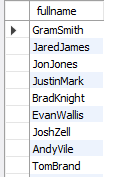 fullname
GramSmith
JaredJames
JonJones
JustinMark
BradKnight
EvanWallis
JoshZell
AndyVile
TomBrand